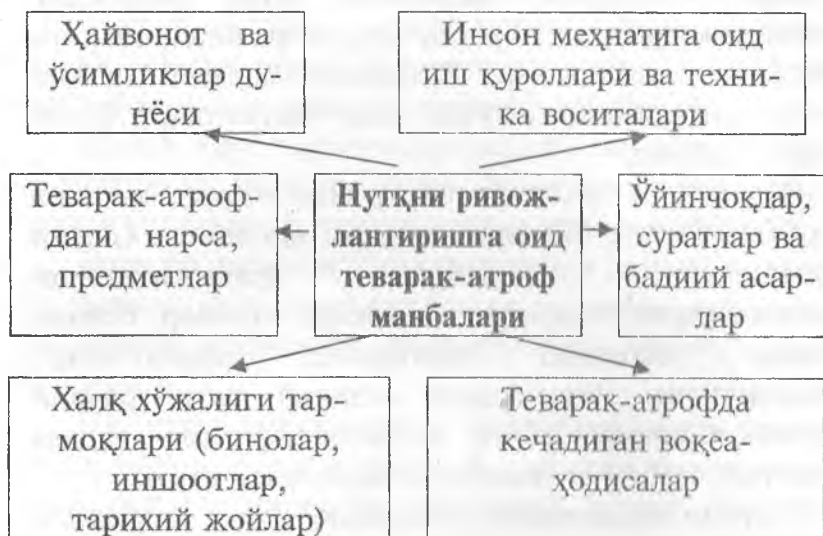 Ҳайвонот ва
ўсимликлар ду-
нёси
Инсон меҳнатига оид
иш қуроллари ва техни-
ка воситалари
Теварак-атроф-
даги нарса,
предметлар
Нутқни ривож-
лантиришга оид
теварак-атроф
манбалари
Ўйинчоқлар,
суратлар ва
бадиий асар-
лар
Халқ хўжалиги тар-
моқлари (бинолар,
иншоотлар,
тарихий жойлар)
Теварак-атрофда
кечадиган воқеа-
ҳодисалар